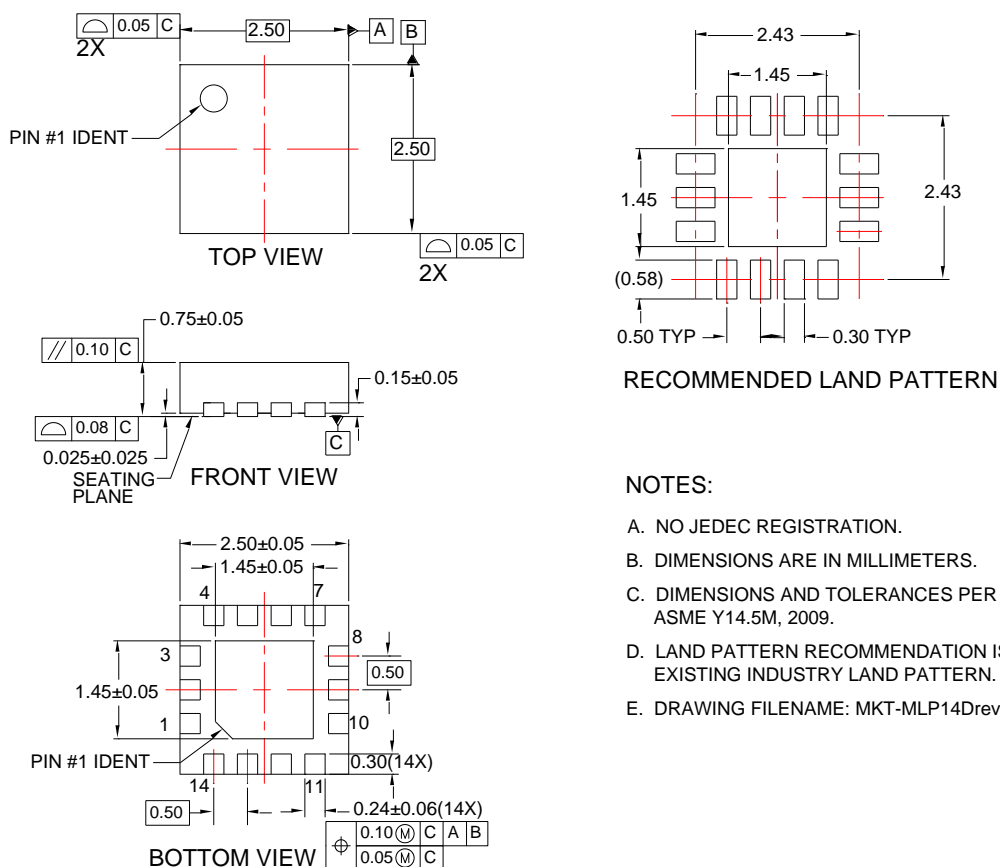 0.05 C
2X
2.50
A
B
PIN #1 IDENT
2.50
0.05 C
2X
TOP VIEW
2.43
1.45
1.45
2.43
(0.58)
0.50 TYP
0.30 TYP
RECOMMENDED LAND PATTERN
0.75±0.05
// 0.10 C
0.15±0.05
0.08 C
C
0.025±0.025
SEATING
PLANE
FRONT VIEW
NOTES:
A. NO JEDEC REGISTRATION.
B. DIMENSIONS ARE IN MILLIMETERS.
C. DIMENSIONS AND TOLERANCES PER
ASME Y14.5M, 2009.
D. LAND PATTERN RECOMMENDATION IS
EXISTING INDUSTRY LAND PATTERN.
E. DRAWING FILENAME: MKT-MLP14Drev
2.50±0.05
1.45±0.05
4
7
3
8
0.50
1.45±0.05
1
10
PIN #1 IDENT
0.30(14X)
14
11
0.50
0.24±0.06(14X)
0.10 Ⓜ C A B
0.05 Ⓜ C
BOTTOM VIEW